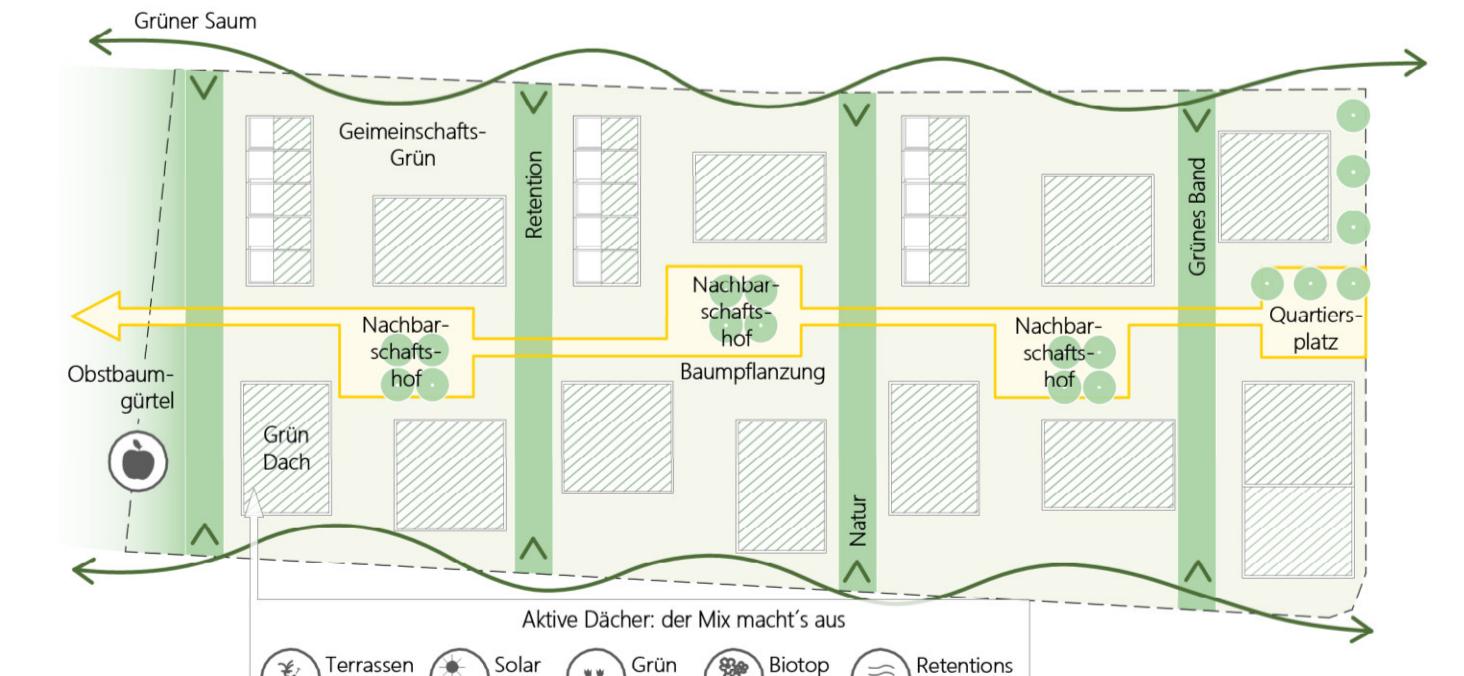 Grüner Saum
Geimeinschafts-
Grün
Retention
Grünes Band
Nachbar-
schafts-
hof
Nachbar-
schafts-
hof
Nachbar-
schafts-
hof
Quartiers-
platz
Baumpflanzung
Obstbaum-
gürtel
Grün
Dach
Natur
Aktive Dächer: der Mix macht´s aus
Terrassen
Solar
Grün
Biotop
Retentions